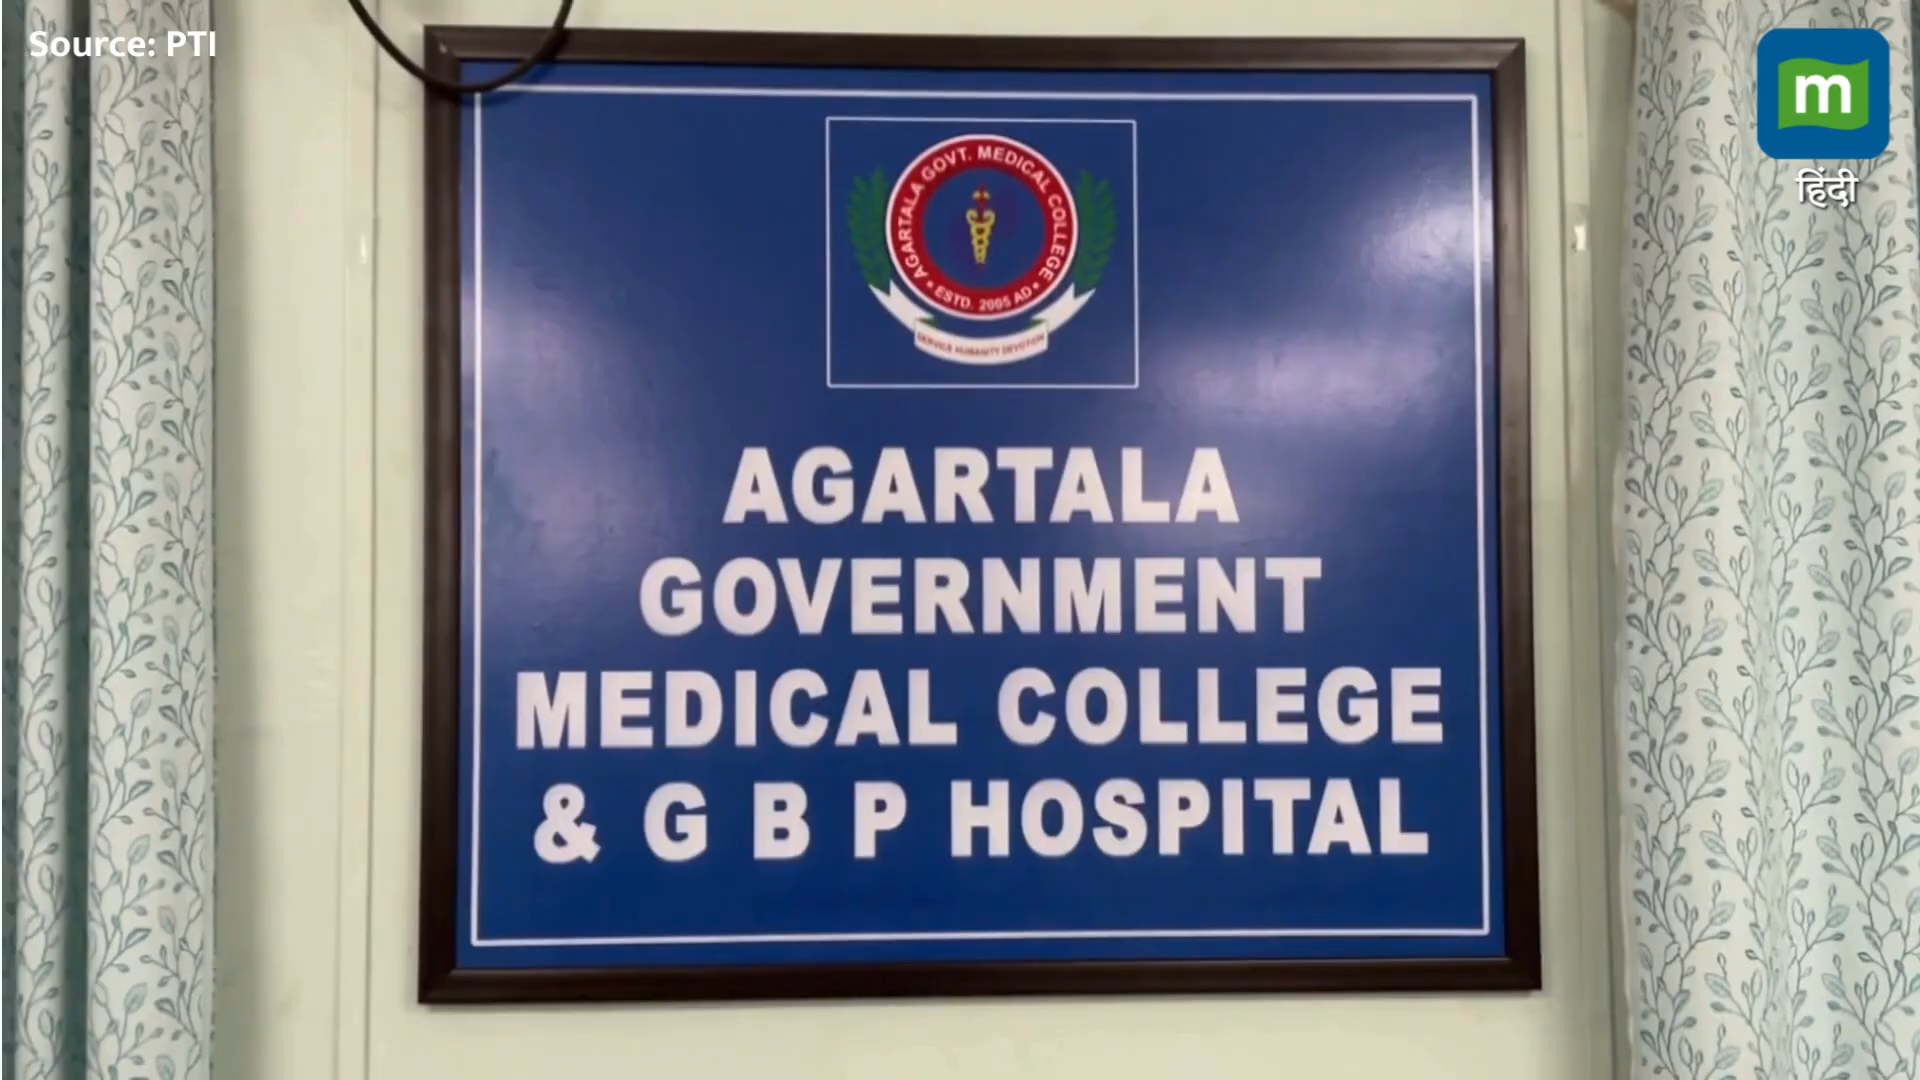 Source: PTI
m
हिंदी
AGARTALA GOVT. MEDICAL COLLEGE
• ESTD. 2005 AD •
SERVICE HUMANITY DEVOTION
AGARTALA
GOVERNMENT
MEDICAL COLLEGE
& G B P HOSPITAL